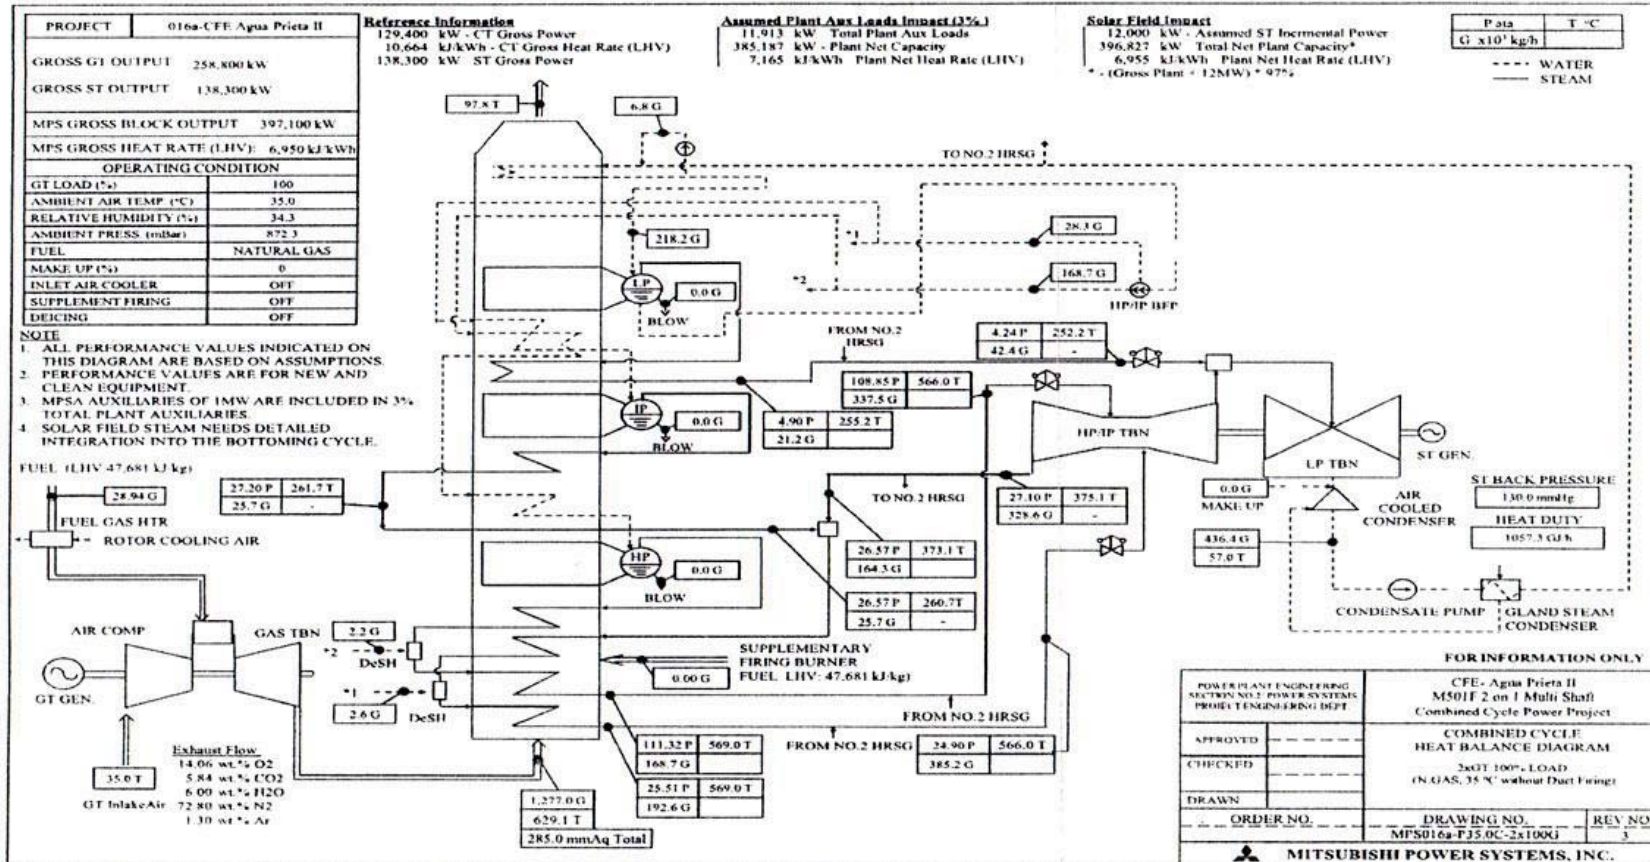 PROJECT 016a-CFE Agua Prieta II
GROSS GT OUTPUT 258,800 kW
GROSS ST OUTPUT 138,300 kW
MPS GROSS BLOCK OUTPUT 397,100 kW
MPS GROSS HEAT RATE (LHV): 6,950 kJ/kWh
OPERATING CONDITION
GT LOAD (%) 100
AMBIENT AIR TEMP. (°C) 35.0
RELATIVE HUMIDITY (%) 34.3
AMBIENT PRESS. (mBar) 872.3
FUEL NATURAL GAS
MAKE UP (%) 0
INLET AIR COOLER OFF
SUPPLEMENT FIRING OFF
DEICING OFF
NOTE
1. ALL PERFORMANCE VALUES INDICATED ON
THIS DIAGRAM ARE BASED ON ASSUMPTIONS.
2. PERFORMANCE VALUES ARE FOR NEW AND
CLEAN EQUIPMENT.
3. MPSA AUXILIARIES OF 1MW ARE INCLUDED IN 3%
TOTAL PLANT AUXILIARIES.
4. SOLAR FIELD STEAM NEEDS DETAILED
INTEGRATION INTO THE BOTTOMING CYCLE.
Reference Information
129,400 kW - CT Gross Power
10,664 kJ/kWh - CT Gross Heat Rate (LHV)
138,300 kW ST Gross Power
Assumed Plant Aux Loads Impact (3%)
11,913 kW Total Plant Aux Loads
385,187 kW - Plant Net Capacity
7,165 kJ/kWh Plant Net Heat Rate (LHV)
Solar Field Impact
12,000 kW - Assumed ST Incrmental Power
396,827 kW Total Net Plant Capacity*
6,955 kJ/kWh Plant Net Heat Rate (LHV)
* - (Gross Plant + 12MW) * 97%
P ata T °C
G x10³ kg/h
WATER
STEAM
97.8 T
6.8 G
TO NO.2 HRSG
218.2 G
*1
28.3 G
*2
168.7 G
HP/IP BFP
LP
0.0 G
BLOW
FROM NO.2
HRSG
4.24 P 252.2 T
42.4 G -
108.85 P 566.0 T
337.5 G
IP
0.0 G
BLOW
4.90 P 255.2 T
21.2 G
HP/IP TBN
LP TBN
ST GEN.
FUEL (LHV 47,681 kJ/kg)
28.94 G
27.20 P 261.7 T
25.7 G -
TO NO.2 HRSG
27.10 P 375.1 T
328.6 G -
0.0 G
MAKE UP
AIR
COOLED
CONDENSER
ST BACK PRESSURE
130.0 mmHg
HEAT DUTY
1057.3 GJ/h
FUEL GAS HTR
ROTOR COOLING AIR
26.57 P 373.1 T
164.3 G
436.4 G
57.0 T
HP
0.0 G
BLOW
26.57 P 260.7 T
25.7 G -
CONDENSATE PUMP
GLAND STEAM
CONDENSER
AIR COMP
GAS TBN
GT GEN.
2.2 G
*2
DeSH
*1
2.6 G
DeSH
SUPPLEMENTARY
FIRING BURNER
FUEL LHV: 47,681 kJ/kg)
0.00 G
FROM NO.2 HRSG
111.32 P 569.0 T
168.7 G
FROM NO.2 HRSG
24.90 P 566.0 T
385.2 G
25.51 P 569.0 T
192.6 G
35.0 T
GT InlakeAir
Exhaust Flow
14.06 wt.% O2
5.84 wt.% CO2
6.00 wt.% H2O
72.80 wt.% N2
1.30 wt.% Ar
1,277.0 G
629.1 T
285.0 mmAq Total
FOR INFORMATION ONLY
POWER PLANT ENGINEERING
SECTION NO.2 POWER SYSTEMS
PROJECT ENGINEERING DEPT
CFE- Agua Prieta II
M501F 2 on 1 Multi Shaft
Combined Cycle Power Project
APPROVED
COMBINED CYCLE
HEAT BALANCE DIAGRAM
CHECKED
2xGT 100% LOAD
(N.GAS, 35 °C without Duct Firing)
DRAWN
ORDER NO. DRAWING NO. REV NO
MPS016a-P35.0C-2x100G 3
MITSUBISHI POWER SYSTEMS, INC.